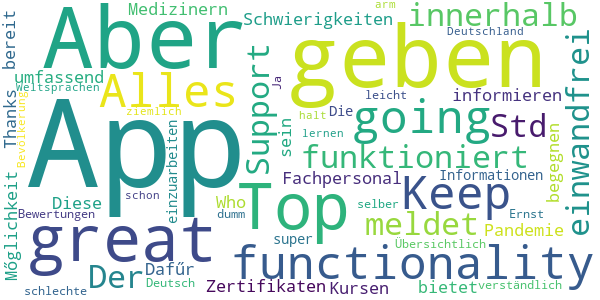 Medizinern
arm
bereit
Aber
Schwierigkeiten
innerhalb
Deutschland
geben
umfassend
Weltsprachen
Alles
Support
Ja
leicht
informieren
einwandfrei
Thanks
Bevölkerung
App
ziemlich
halt
going
Std
einzuarbeiten
sein
Die
lernen
funktioniert
begegnen
Möglichkeit
Fachpersonal
Informationen
schon
Top
Keep
Diese
Who
selber
Bewertungen
dumm
meldet
Ernst
Pandemie
great
super
Übersichtlich
functionality
Der
Dafűr
Deutsch
schlechte
Zertifikaten
Kursen
bietet
verständlich